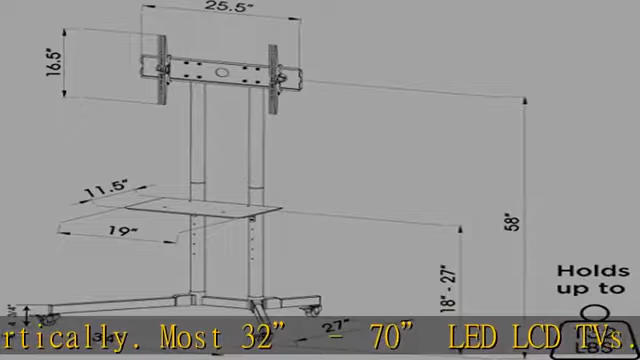 25.5"
16.5"
11.5"
19"
58"
18" - 27"
27"
Holds
up to
LBS
rtically. Most 32” - 70” LED LCD TVs.